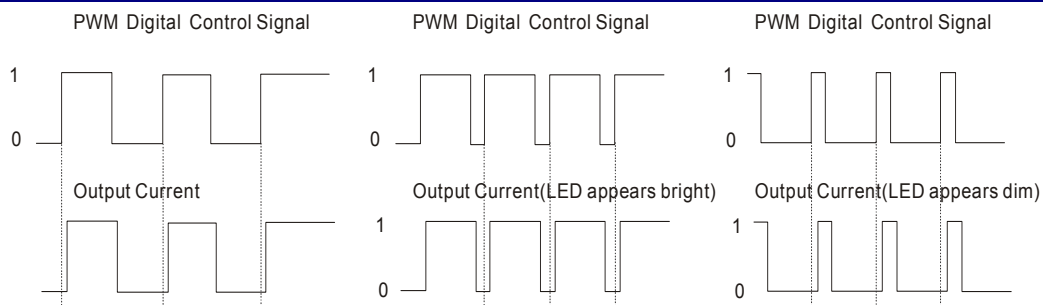 PWM Digital Control Signal
PWM Digital Control Signal
PWM Digital Control Signal
1
1
1
0
0
0
Output Current
Output Current(LED appears bright)
Output Current(LED appears dim)
1
1
0
0